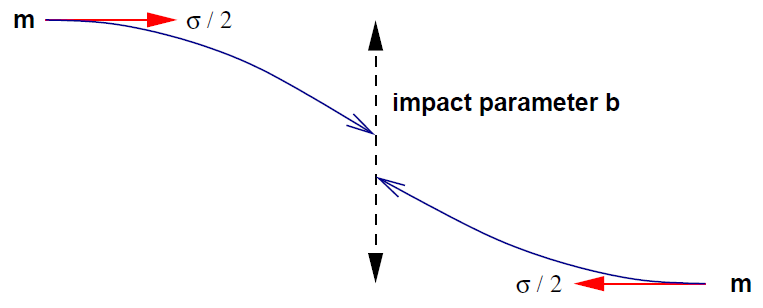 m
σ / 2
impact parameter b
σ / 2
m